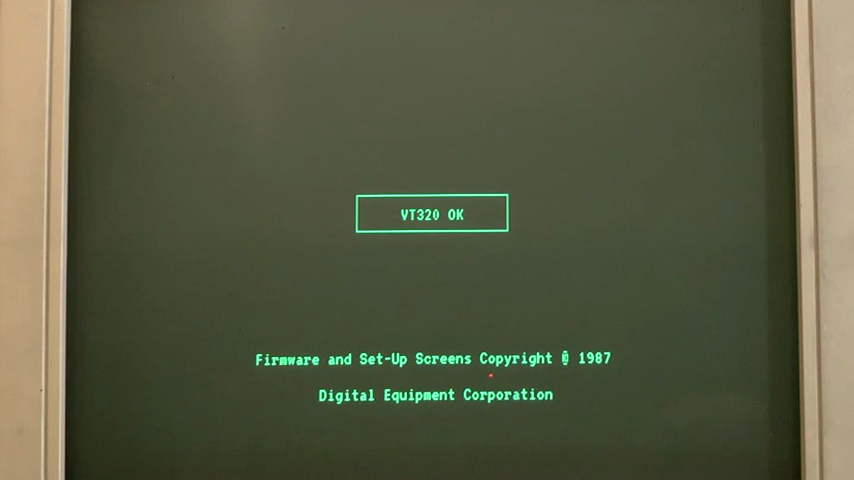 VT320 OK
Firmware and Set-Up Screens Copyright © 1987
Digital Equipment Corporation